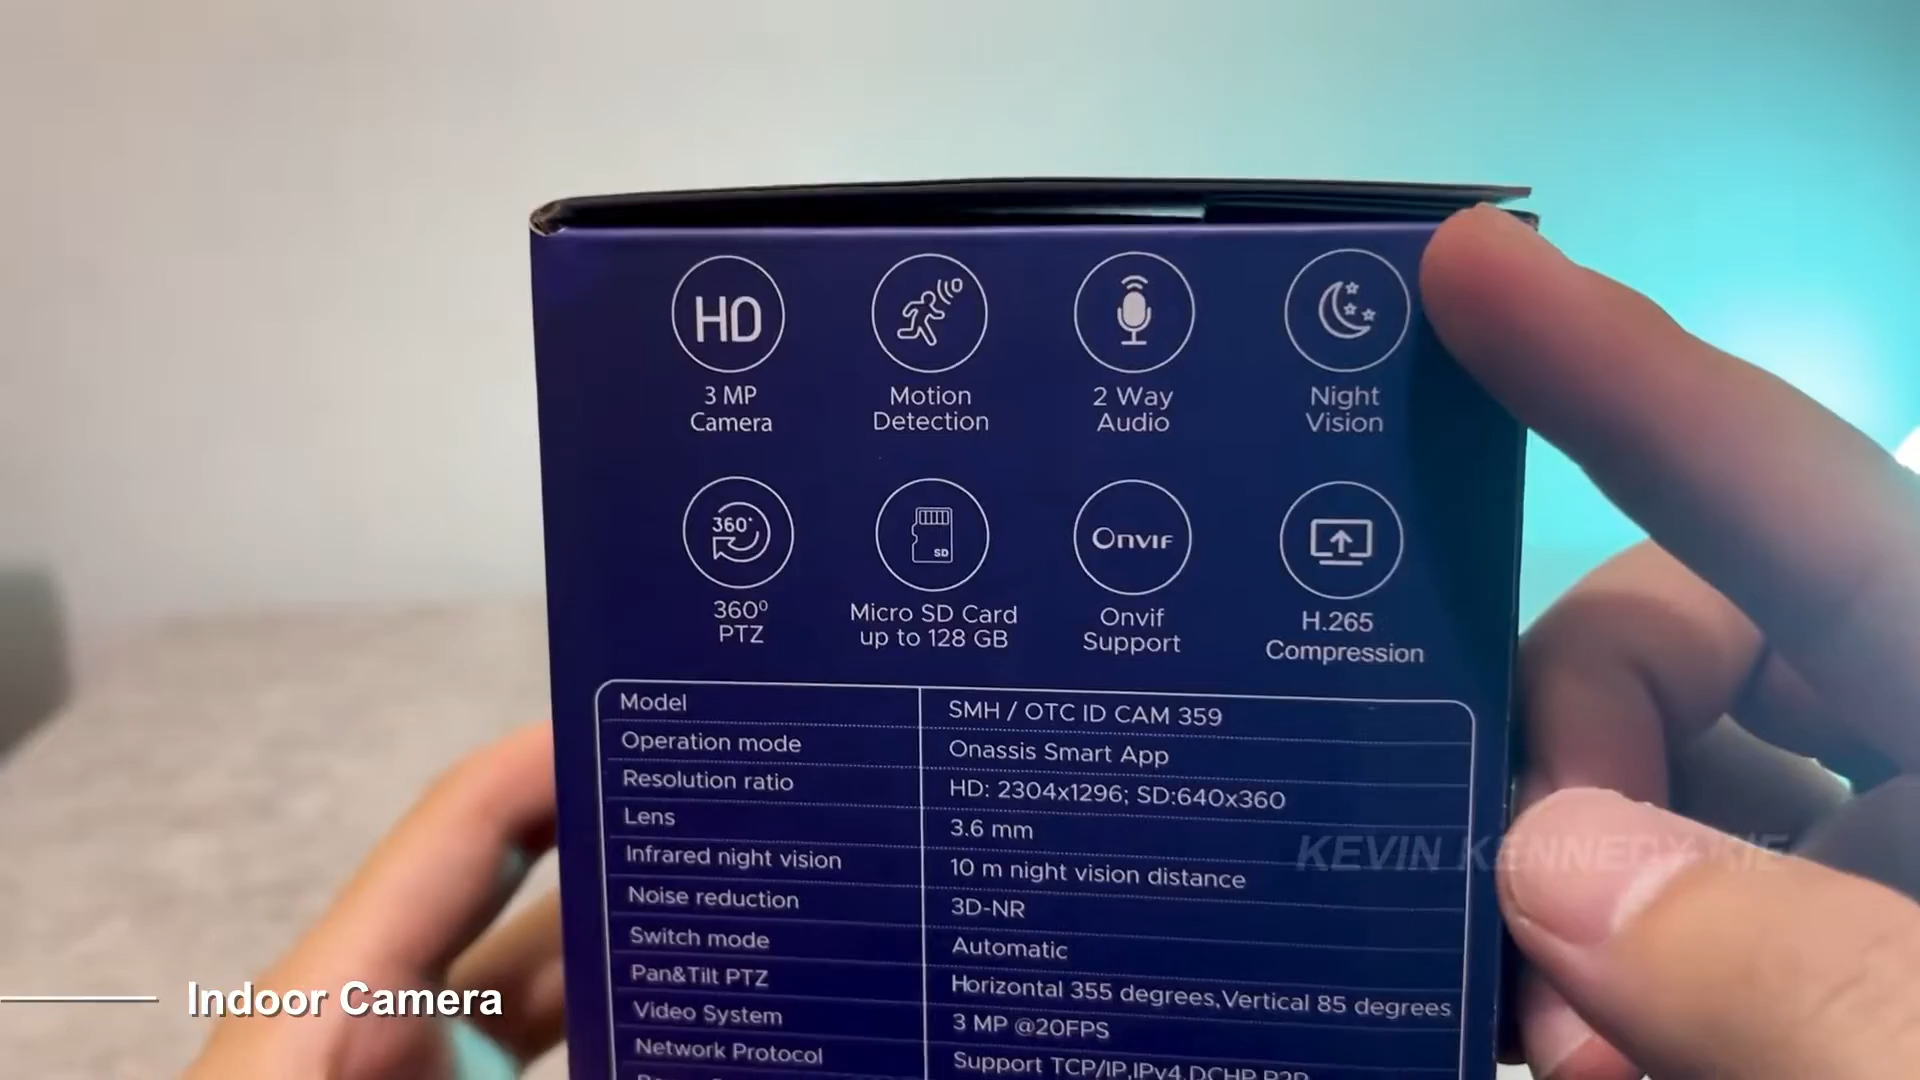 HD
3 MP
Camera
Motion
Detection
2 Way
Audio
Night
Vision
360°
360⁰
PTZ
SD
Micro SD Card
up to 128 GB
ONVIF
Onvif
Support
H.265
Compression
Model SMH / OTC ID CAM 359
Operation mode Onassis Smart App
Resolution ratio HD: 2304x1296; SD:640x360
Lens 3.6 mm
Infrared night vision 10 m night vision distance
Noise reduction 3D-NR
Switch mode Automatic
Pan&Tilt PTZ Horizontal 355 degrees,Vertical 85 degrees
Video System 3 MP @20FPS
Network Protocol Support TCP/IP,IPv4,DCHP,P2P
KEVIN KENNEDY
Indoor Camera